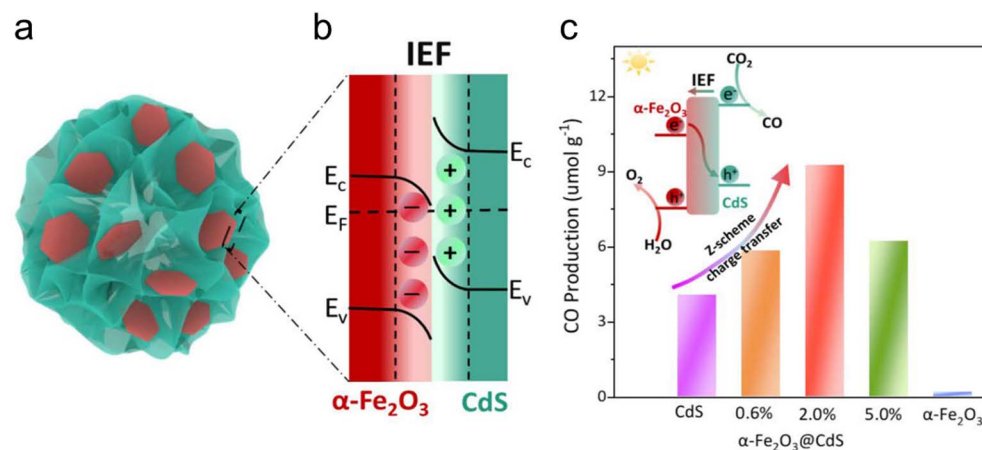 a
b
IEF
E_C
E_C
E_F
E_V
E_V
− + − + − +
α-Fe₂O₃ CdS
c
CO Production (umol g⁻¹)
12
9
6
3
0
IEF
e⁻
CO₂
CO
α-Fe₂O₃
e⁻
h⁺
CdS
O₂
h⁺
H₂O
Z-scheme
charge transfer
CdS 0.6% 2.0% 5.0% α-Fe₂O₃
α-Fe₂O₃@CdS